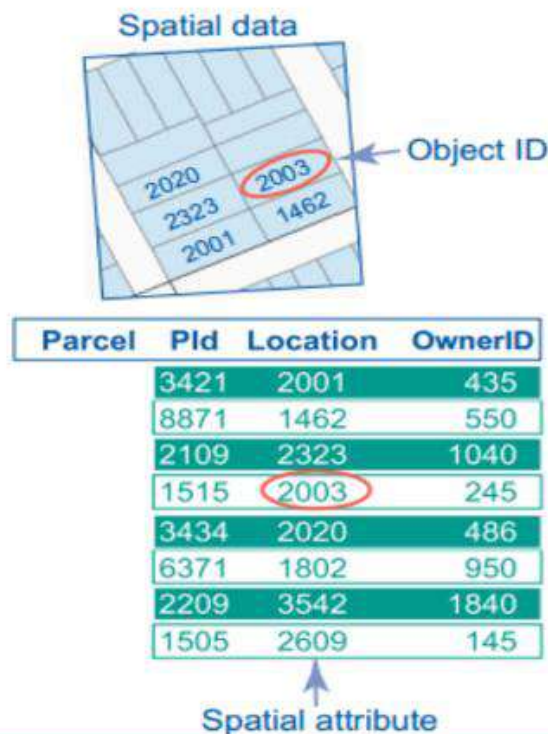 Spatial data
Object ID
2020 2003
2323 1462
2001
Parcel PId Location OwnerID
3421 2001 435
8871 1462 550
2109 2323 1040
1515 2003 245
3434 2020 486
6371 1802 950
2209 3542 1840
1505 2609 145
Spatial attribute